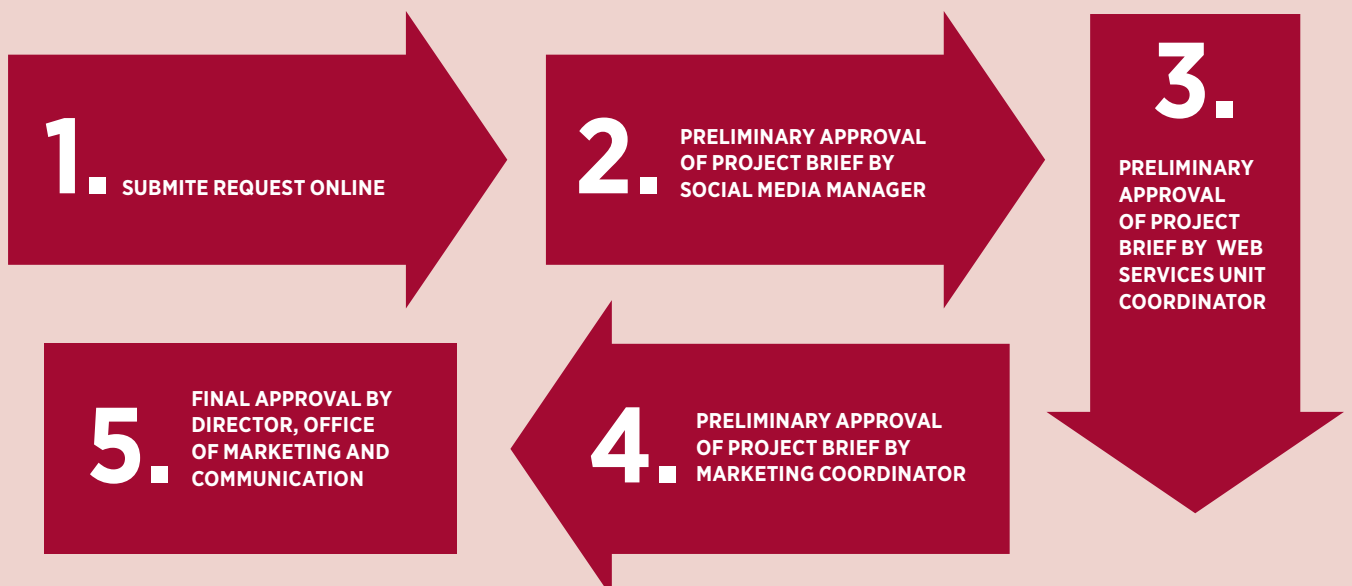 1. SUBMITE REQUEST ONLINE
2. PRELIMINARY APPROVAL
OF PROJECT BRIEF BY
SOCIAL MEDIA MANAGER
3.
PRELIMINARY
APPROVAL
OF PROJECT
BRIEF BY  WEB
SERVICES UNIT
COORDINATOR
4. PRELIMINARY APPROVAL
OF PROJECT BRIEF BY
MARKETING COORDINATOR
5. FINAL APPROVAL BY
DIRECTOR, OFFICE
OF MARKETING AND
COMMUNICATION